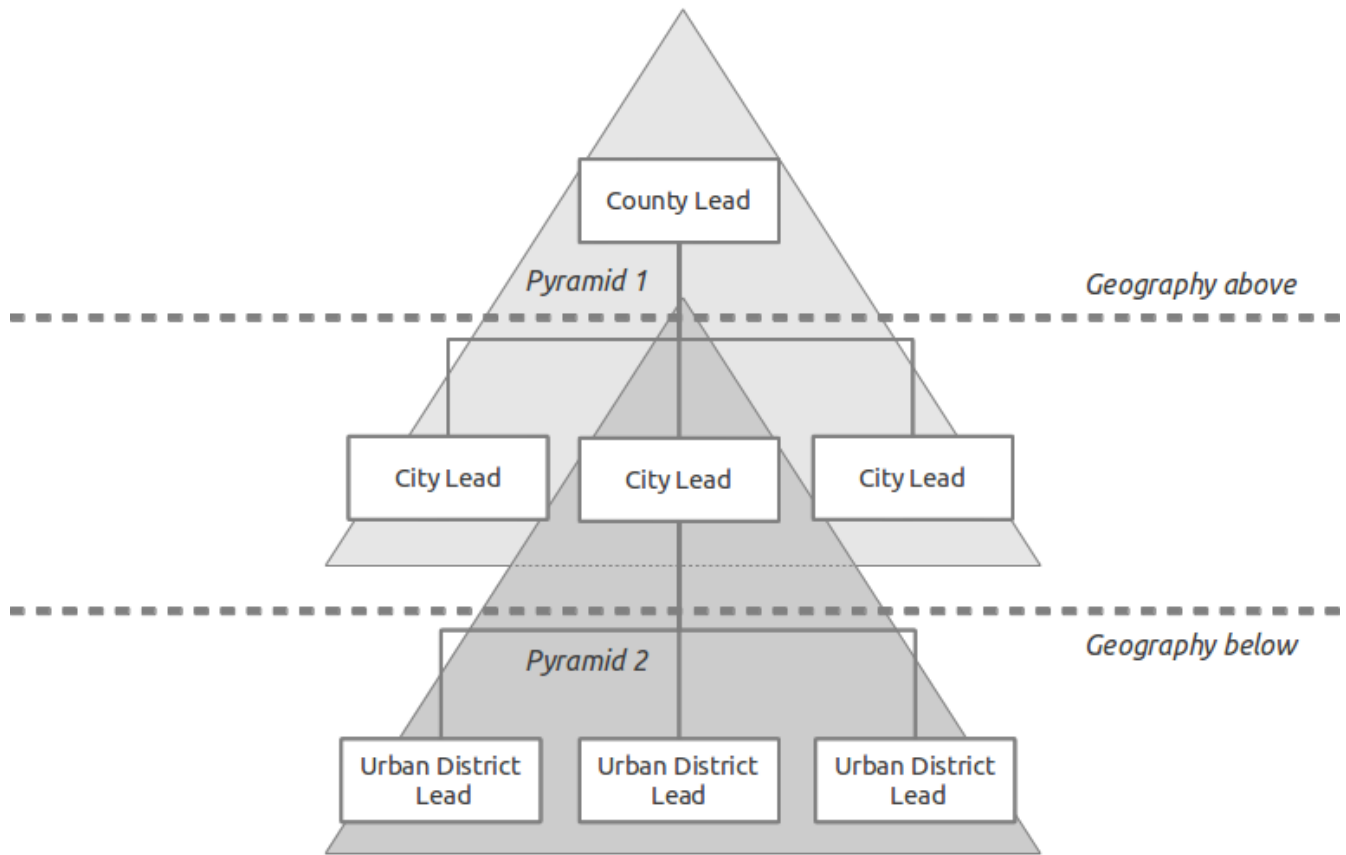 County Lead
Pyramid 1
Geography above
City Lead
City Lead
City Lead
Geography below
Pyramid 2
Urban District
Lead
Urban District
Lead
Urban District
Lead